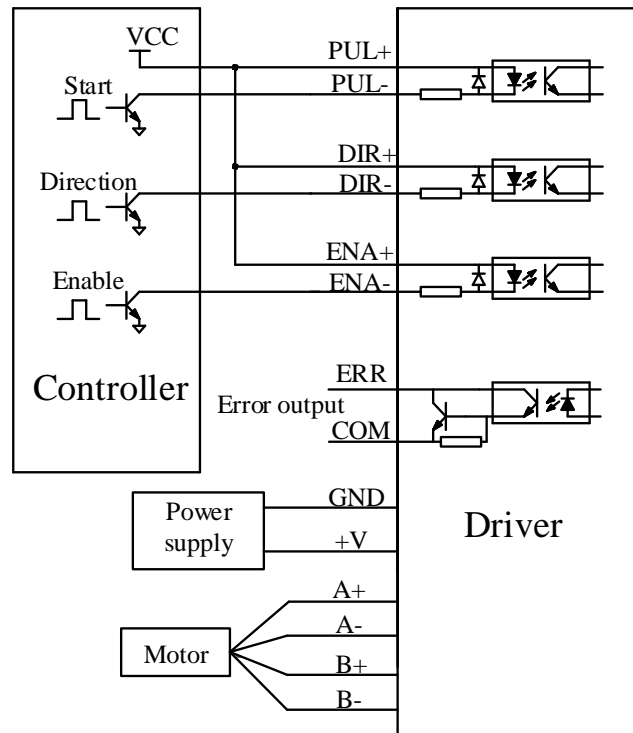 VCC
PUL+
Start
PUL-
DIR+
Direction
DIR-
ENA+
Enable
ENA-
ERR
Controller
Error output
COM
GND
Power
supply
Driver
+V
A+
A-
Motor
B+
B-